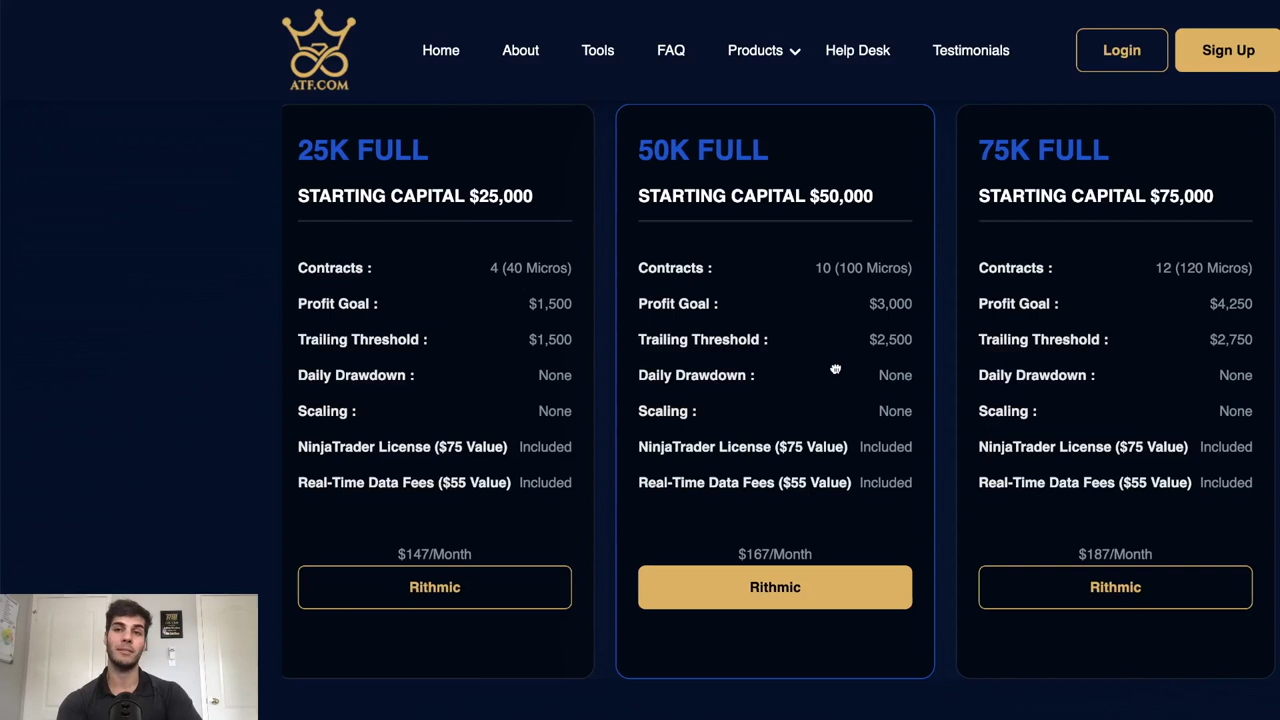 ATF.COM
Home About Tools FAQ Products Help Desk Testimonials Login Sign Up
25K FULL
STARTING CAPITAL $25,000
Contracts : 4 (40 Micros)
Profit Goal : $1,500
Trailing Threshold : $1,500
Daily Drawdown : None
Scaling : None
NinjaTrader License ($75 Value) Included
Real-Time Data Fees ($55 Value) Included
$147/Month
Rithmic
50K FULL
STARTING CAPITAL $50,000
Contracts : 10 (100 Micros)
Profit Goal : $3,000
Trailing Threshold : $2,500
Daily Drawdown : None
Scaling : None
NinjaTrader License ($75 Value) Included
Real-Time Data Fees ($55 Value) Included
$167/Month
Rithmic
75K FULL
STARTING CAPITAL $75,000
Contracts : 12 (120 Micros)
Profit Goal : $4,250
Trailing Threshold : $2,750
Daily Drawdown : None
Scaling : None
NinjaTrader License ($75 Value) Included
Real-Time Data Fees ($55 Value) Included
$187/Month
Rithmic